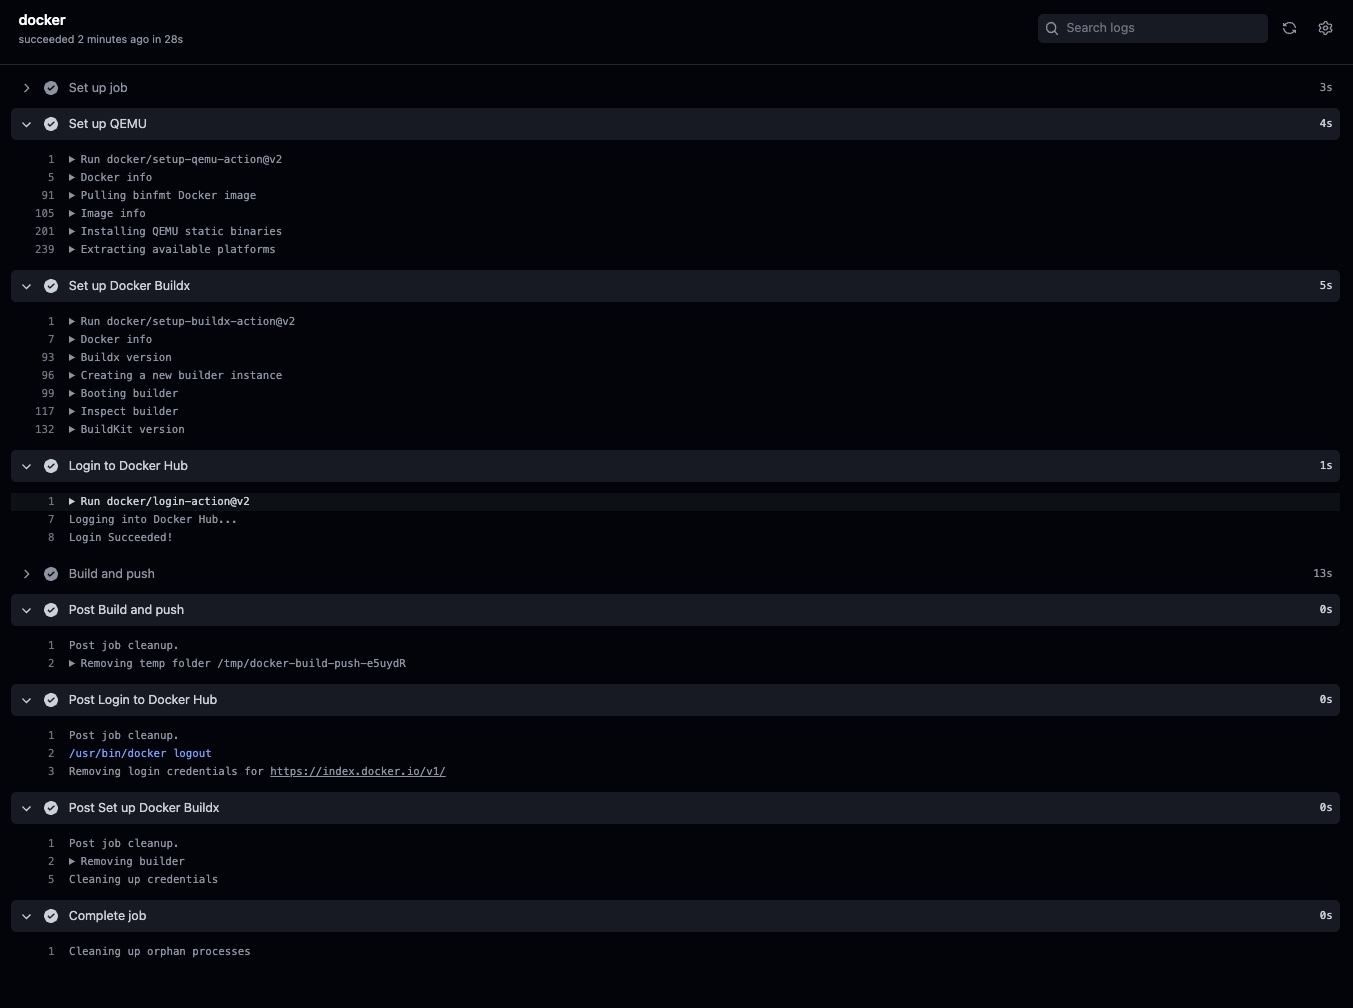 docker
succeeded 2 minutes ago in 28s
Search logs
Set up job 3s
Set up QEMU 4s
1 Run docker/setup-qemu-action@v2
5 Docker info
91 Pulling binfmt Docker image
105 Image info
201 Installing QEMU static binaries
239 Extracting available platforms
Set up Docker Buildx 5s
1 Run docker/setup-buildx-action@v2
7 Docker info
93 Buildx version
96 Creating a new builder instance
99 Booting builder
117 Inspect builder
132 BuildKit version
Login to Docker Hub 1s
1 Run docker/login-action@v2
7 Logging into Docker Hub...
8 Login Succeeded!
Build and push 13s
Post Build and push 0s
1 Post job cleanup.
2 Removing temp folder /tmp/docker-build-push-e5uydR
Post Login to Docker Hub 0s
1 Post job cleanup.
2 /usr/bin/docker logout
3 Removing login credentials for https://index.docker.io/v1/
Post Set up Docker Buildx 0s
1 Post job cleanup.
2 Removing builder
5 Cleaning up credentials
Complete job 0s
1 Cleaning up orphan processes